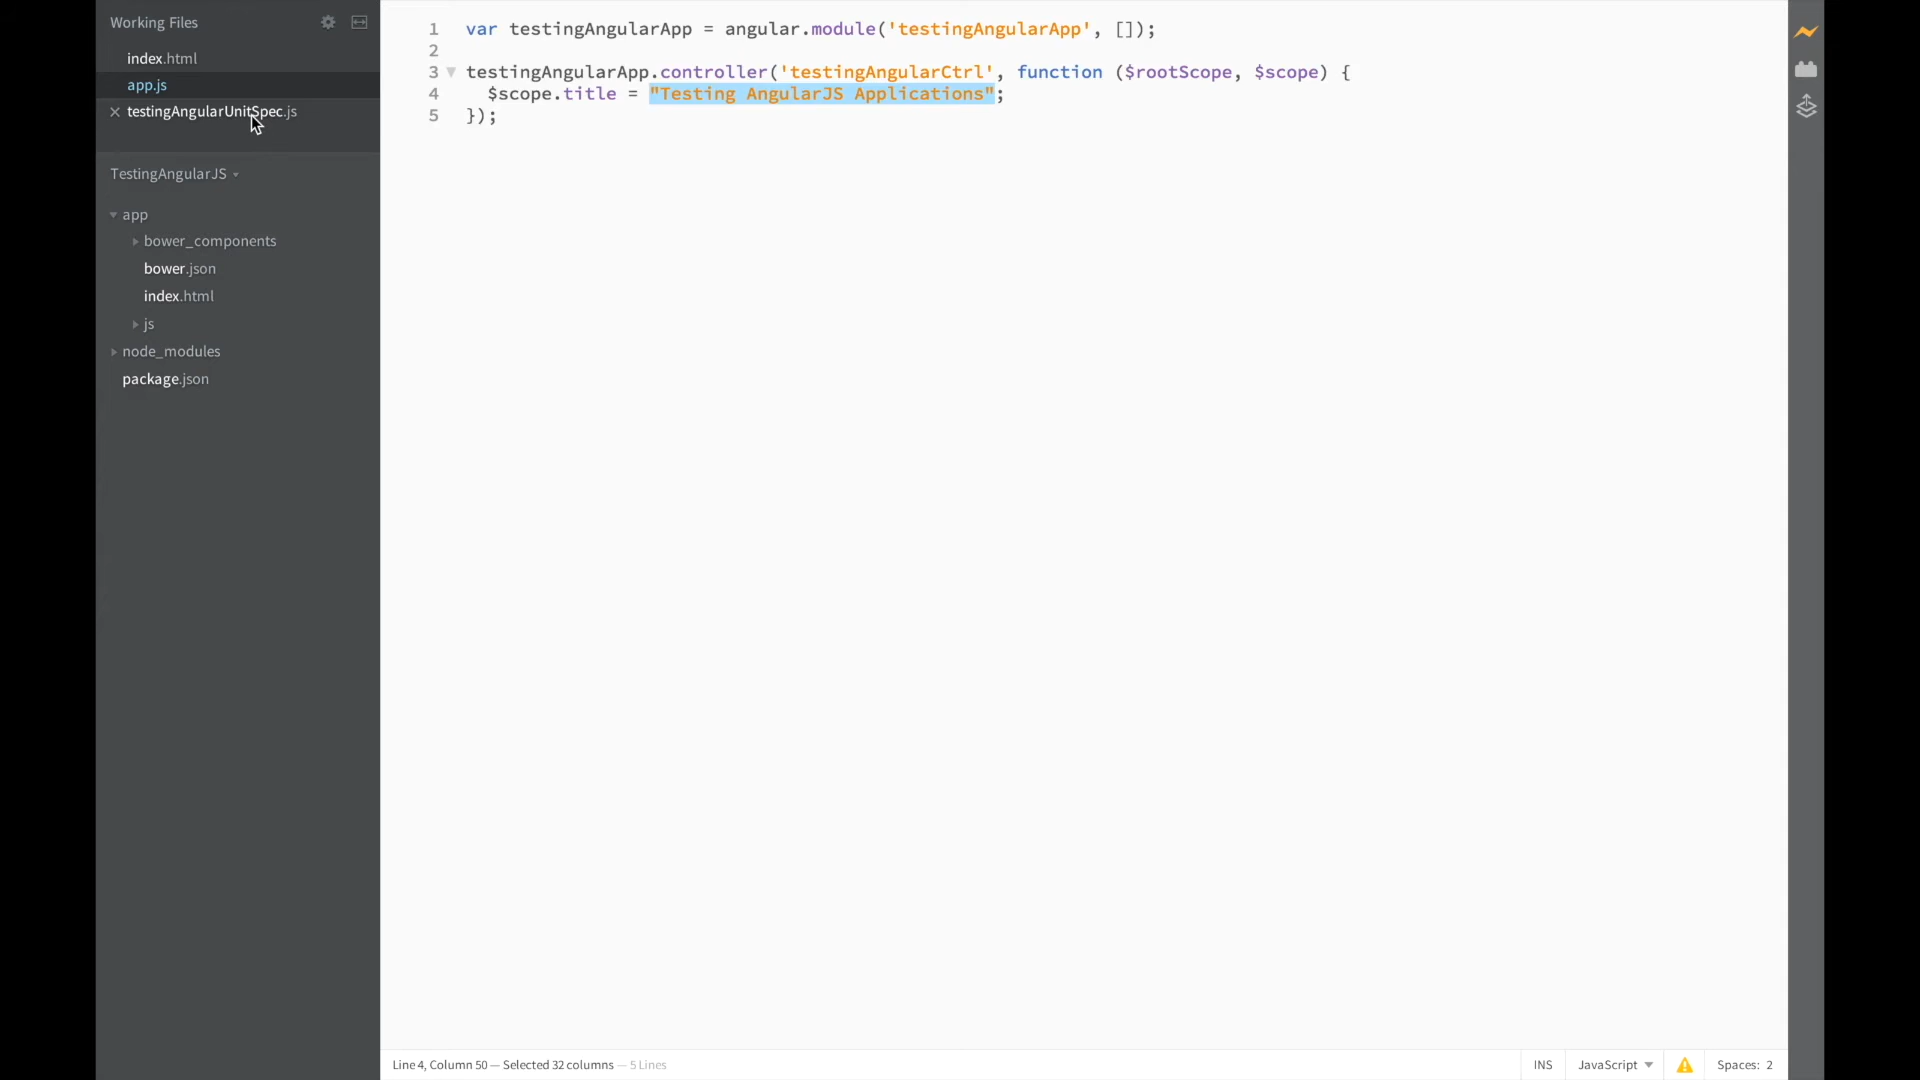 Working Files
index.html
app.js
testingAngularUnitSpec.js
TestingAngularJS
app
bower_components
bower.json
index.html
js
node_modules
package.json
1 var testingAngularApp = angular.module('testingAngularApp', []);
2
3 testingAngularApp.controller('testingAngularCtrl', function ($rootScope, $scope) {
4 $scope.title = "Testing AngularJS Applications";
5 });
Line 4, Column 50 — Selected 32 columns — 5 Lines
INS JavaScript Spaces: 2